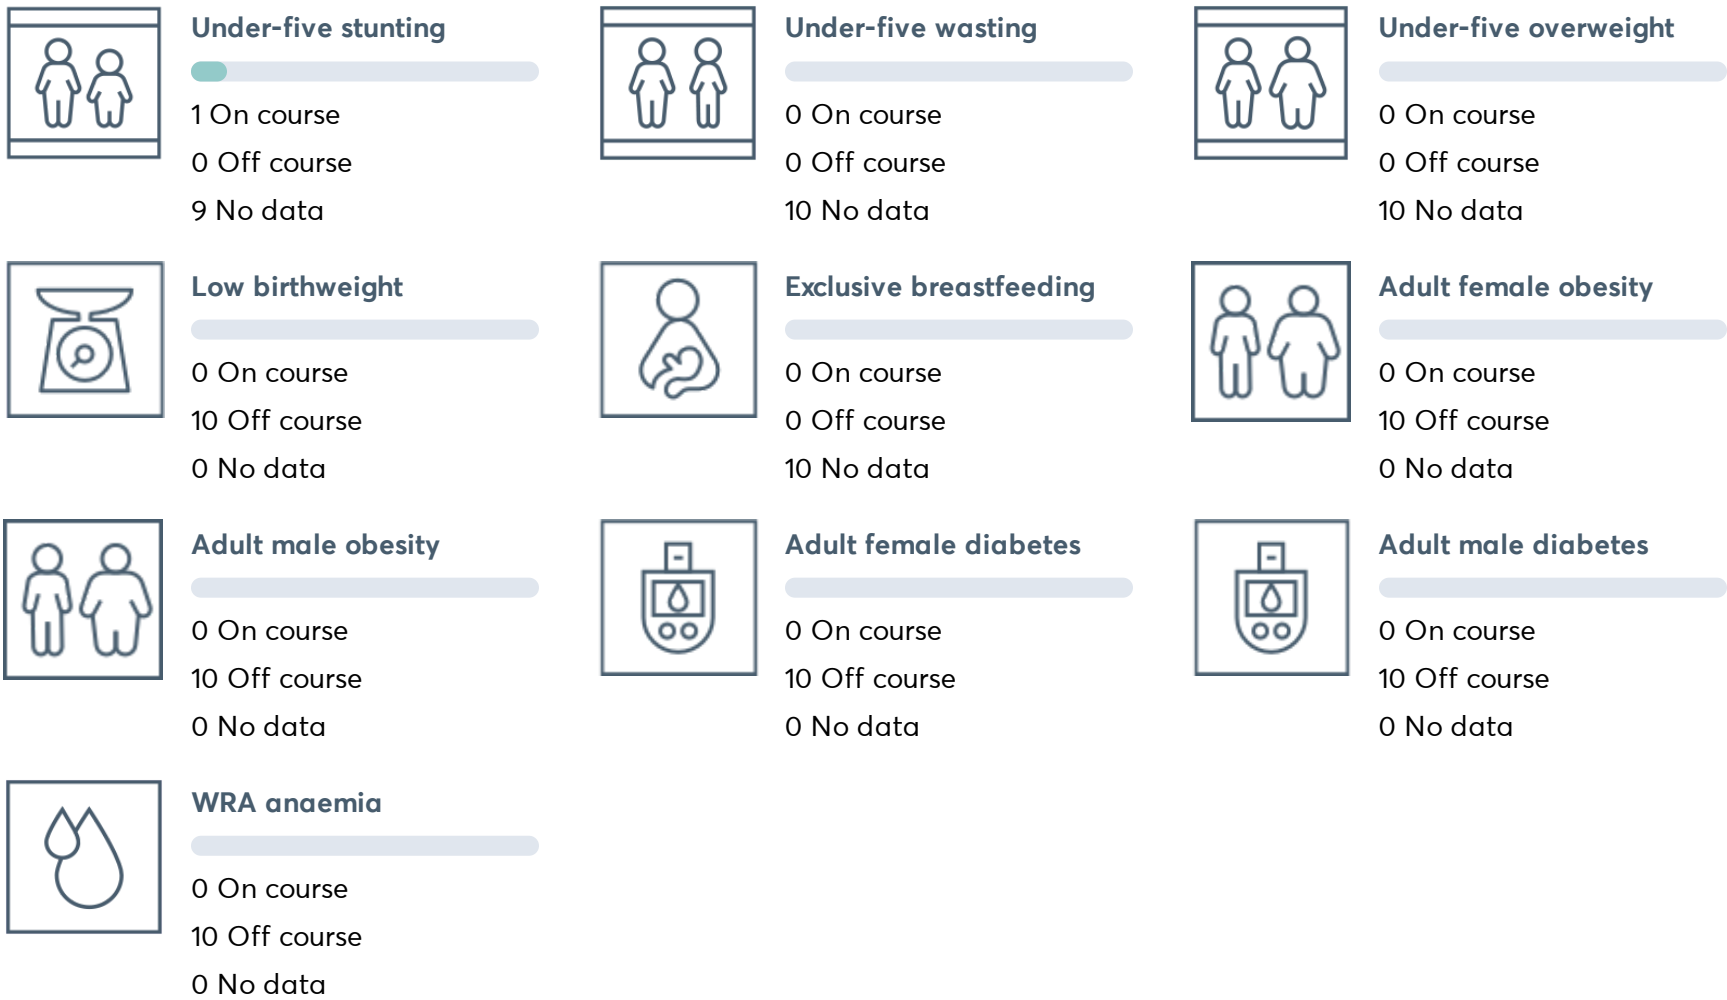 Under-five stunting
1 On course
0 Off course
9 No data
Under-five wasting
0 On course
0 Off course
10 No data
Under-five overweight
0 On course
0 Off course
10 No data
Low birthweight
0 On course
10 Off course
0 No data
Exclusive breastfeeding
0 On course
0 Off course
10 No data
Adult female obesity
0 On course
10 Off course
0 No data
Adult male obesity
0 On course
10 Off course
0 No data
Adult female diabetes
0 On course
10 Off course
0 No data
Adult male diabetes
0 On course
10 Off course
0 No data
WRA anaemia
0 On course
10 Off course
0 No data